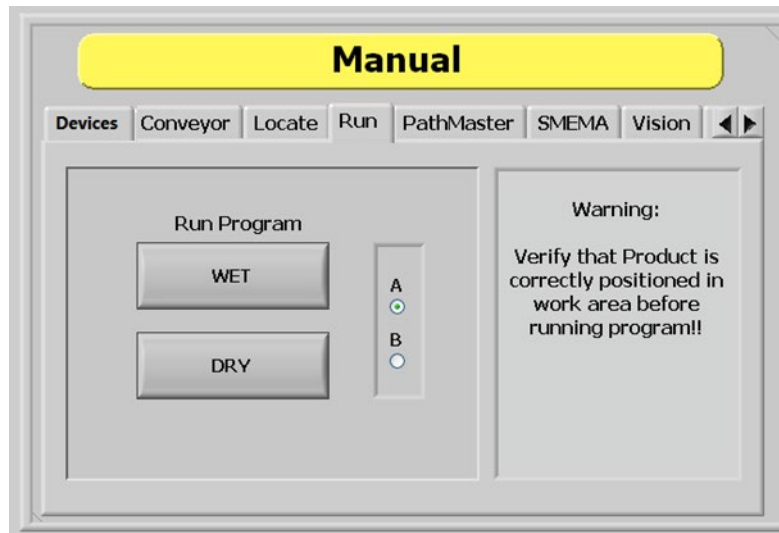 Manual
Devices Conveyor Locate Run PathMaster SMEMA Vision
Run Program
WET
DRY
A
B
Warning:
Verify that Product is
correctly positioned in
work area before
running program!!